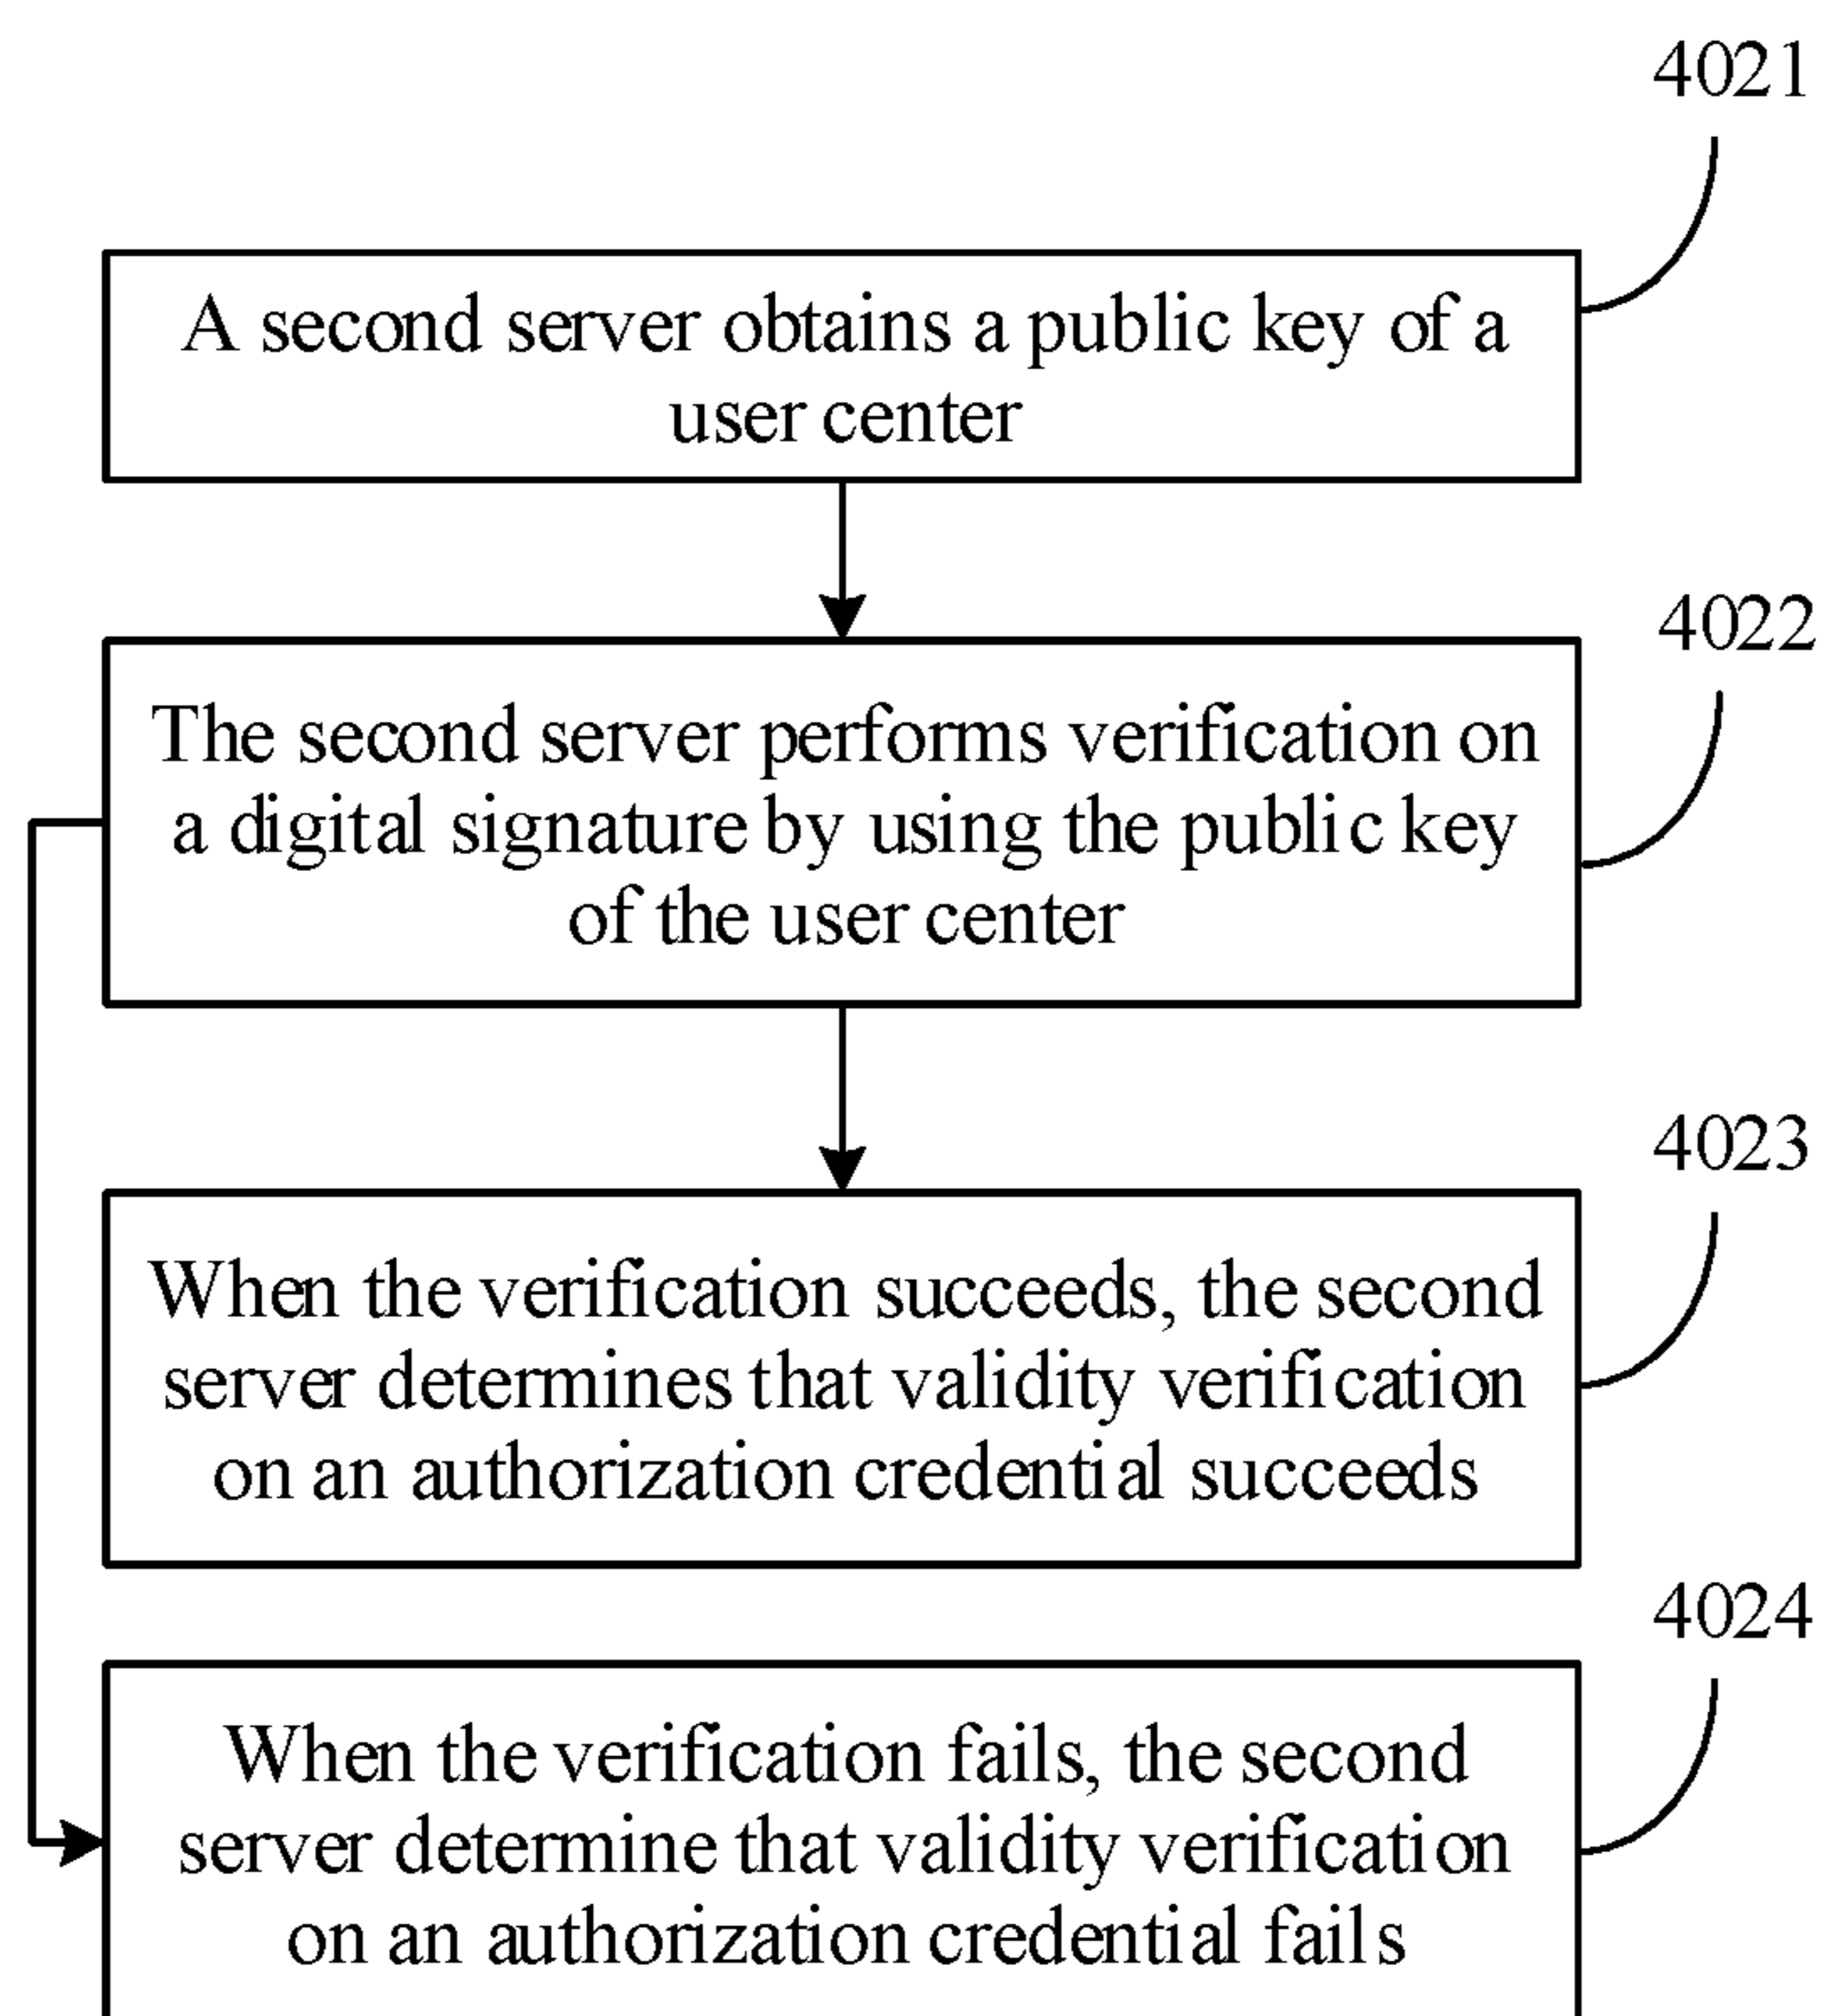 4021
A second server obtains a public key of a
user center
4022
The second server performs verification on
a digital signature by using the public key
of the user center
4023
When the verification succeeds, the second
server determines that validity verification
on an authorization credential succeeds
4024
When the verification fails, the second
server determine that validity verification
on an authorization credential fails